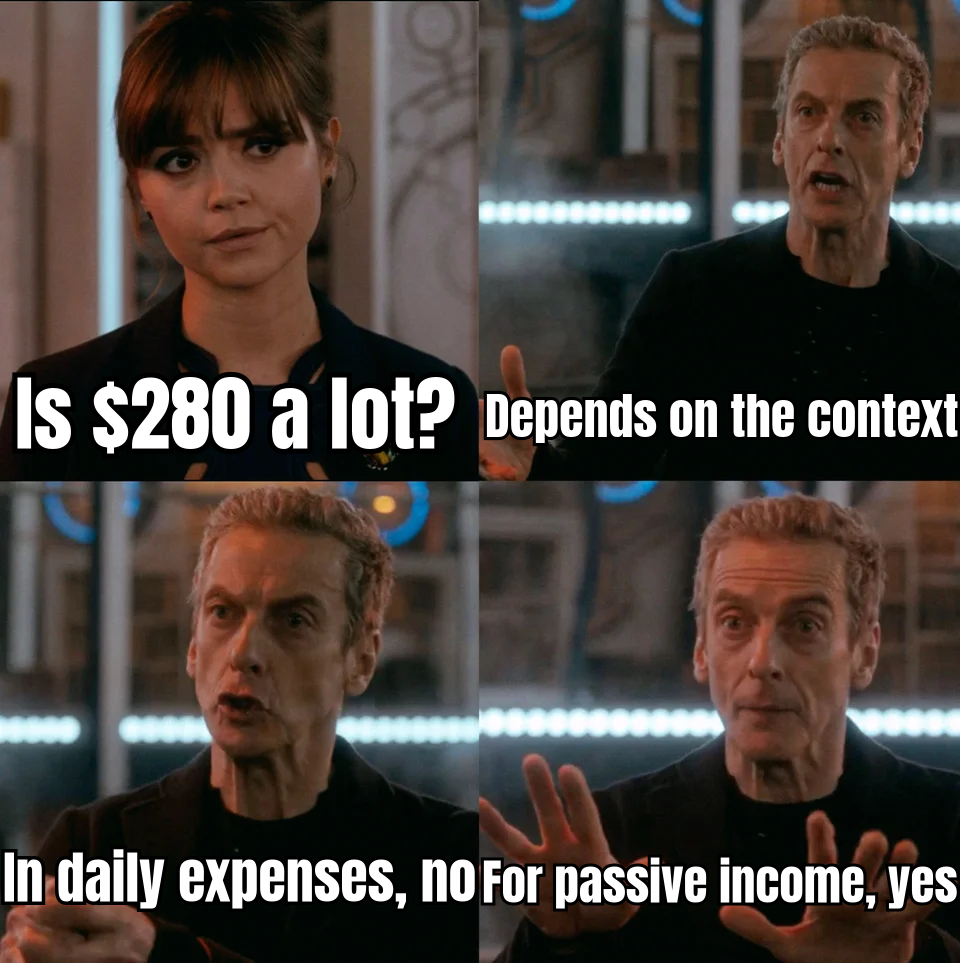 Is $280 a lot?
Depends on the context
In daily expenses, no
For passive income, yes